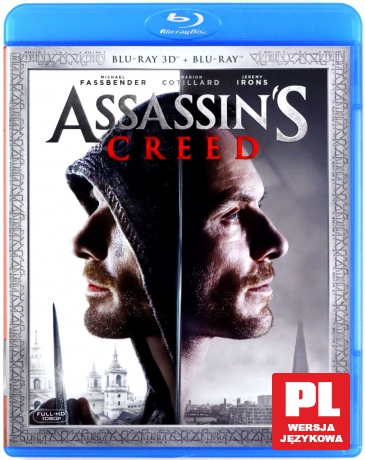 Blu-ray Disc
BLU-RAY 3D + BLU-RAY
MICHAEL FASSBENDER
MARION COTILLARD
JEREMY IRONS
ASSASSIN'S
CREED
FULL-HD
1080P
PL
WERSJA
JĘZYKOWA